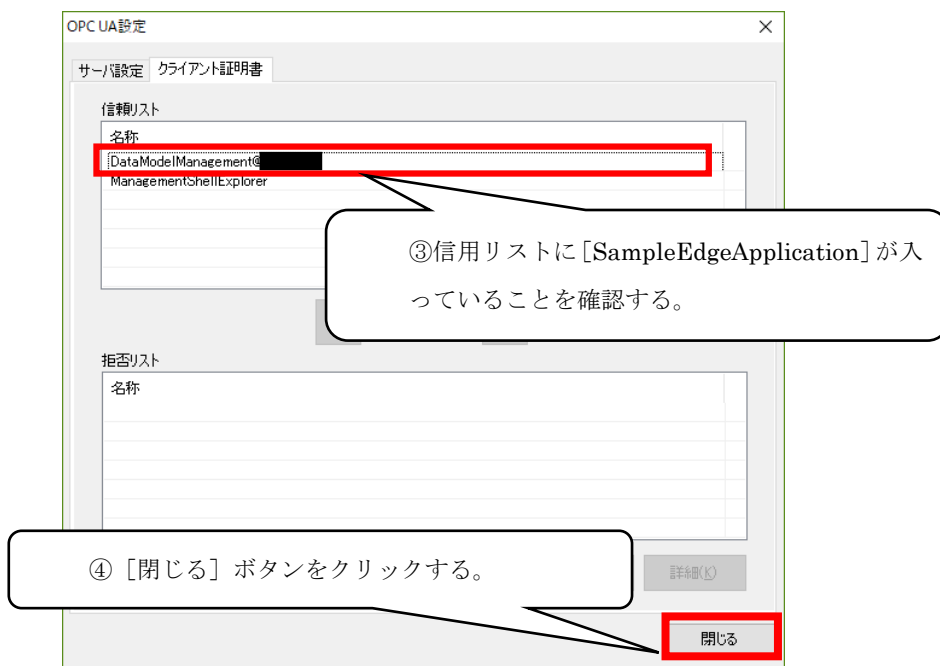 OPC UA設定
サーバ設定 クライアント証明書
信頼リスト
名称
DataModelManagement@
ManagementShellExplorer
③信用リストに［SampleEdgeApplication］が入
っていることを確認する。
拒否リスト
名称
④［閉じる］ボタンをクリックする。
詳細(K)
閉じる